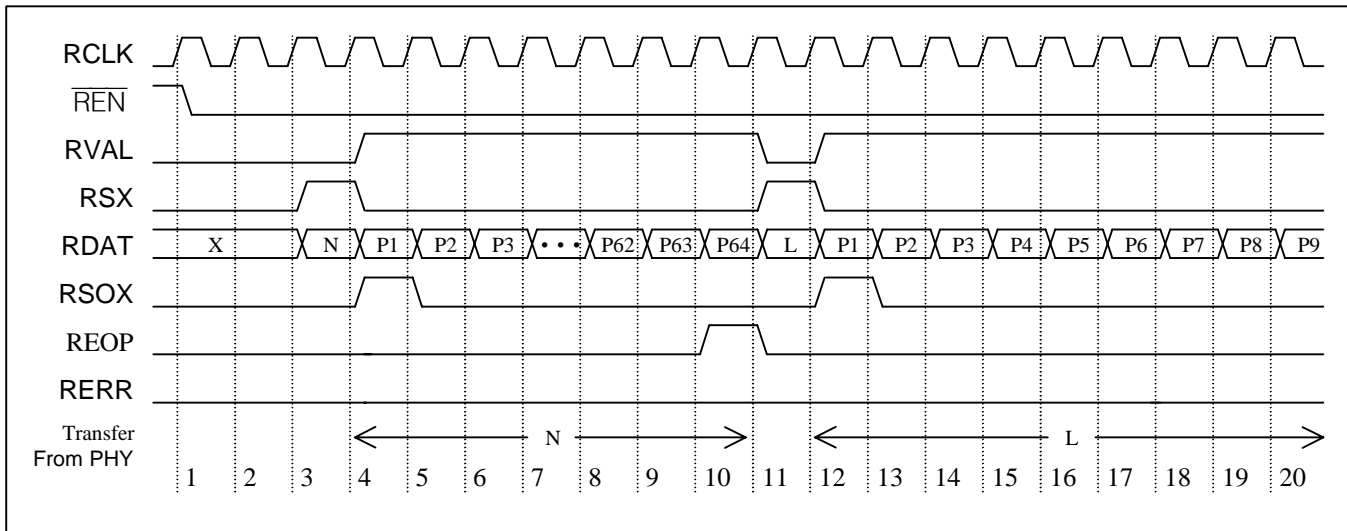 RCLK
REN
RVAL
RSX
RDAT X N P1 P2 P3 • • • P62 P63 P64 L P1 P2 P3 P4 P5 P6 P7 P8 P9
RSOX
REOP
RERR
Transfer
From PHY
N L
1 2 3 4 5 6 7 8 9 10 11 12 13 14 15 16 17 18 19 20